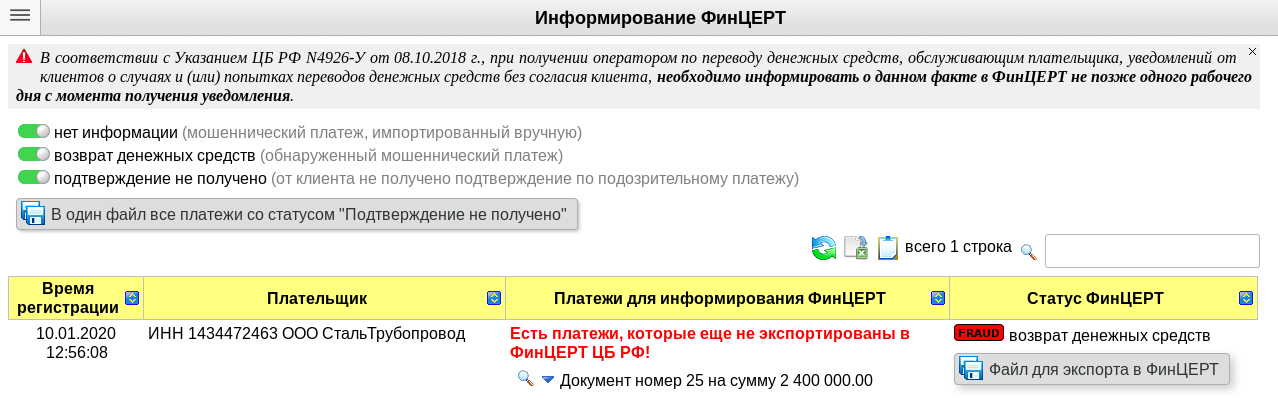 Информирование ФинЦЕРТ
В соответствии с Указанием ЦБ РФ N4926-У от 08.10.2018 г., при получении оператором по переводу денежных средств, обслуживающим плательщика, уведомлений от
клиентов о случаях и (или) попытках переводов денежных средств без согласия клиента, необходимо информировать о данном факте в ФинЦЕРТ не позже одного рабочего
дня с момента получения уведомления.
нет информации (мошеннический платеж, импортированный вручную)
возврат денежных средств (обнаруженный мошеннический платеж)
подтверждение не получено (от клиента не получено подтверждение по подозрительному платежу)
В один файл все платежи со статусом "Подтверждение не получено"
всего 1 строка
Время
регистрации
Плательщик
Платежи для информирования ФинЦЕРТ
Статус ФинЦЕРТ
10.01.2020
12:56:08
ИНН 1434472463 ООО СтальТрубопровод
Есть платежи, которые еще не экспортированы в
ФинЦЕРТ ЦБ РФ!
Документ номер 25 на сумму 2 400 000.00
FRAUD возврат денежных средств
Файл для экспорта в ФинЦЕРТ